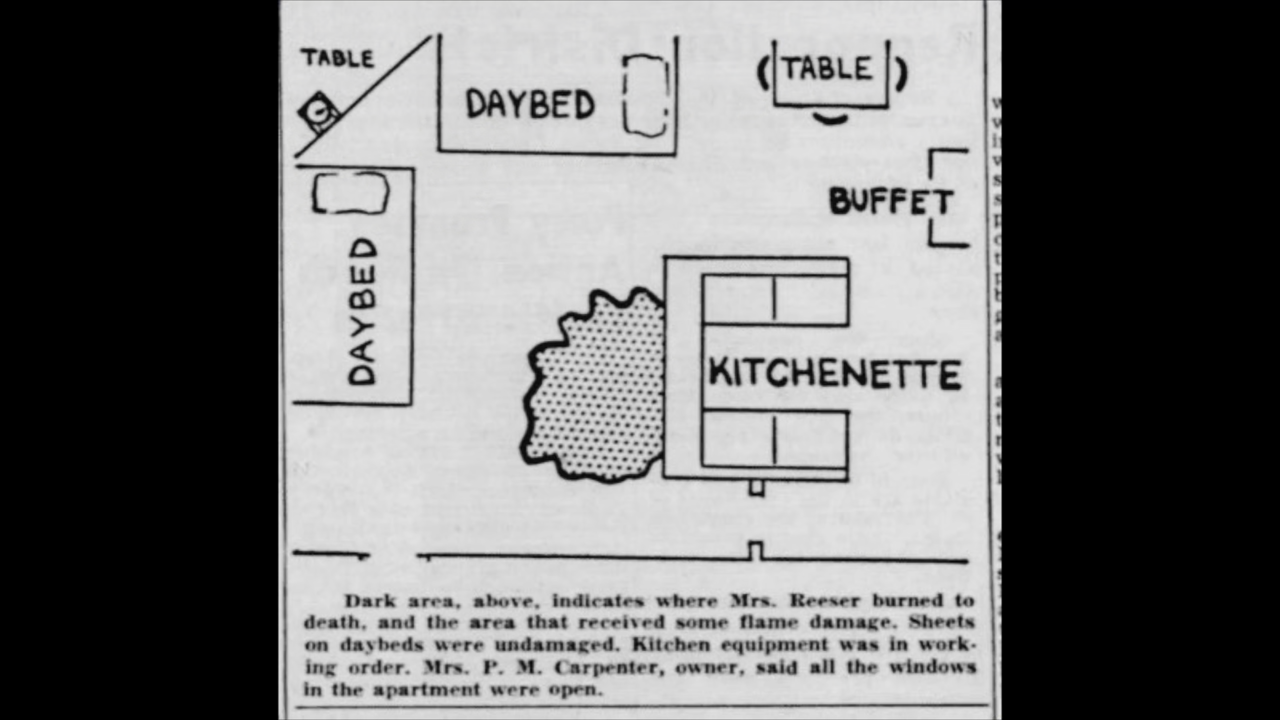 TABLE
DAYBED
TABLE
BUFFET
DAYBED
KITCHENETTE
Dark area, above, indicates where Mrs. Reeser burned to
death, and the area that received some flame damage. Sheets
on daybeds were undamaged. Kitchen equipment was in work-
ing order. Mrs. P. M. Carpenter, owner, said all the windows
in the apartment were open.